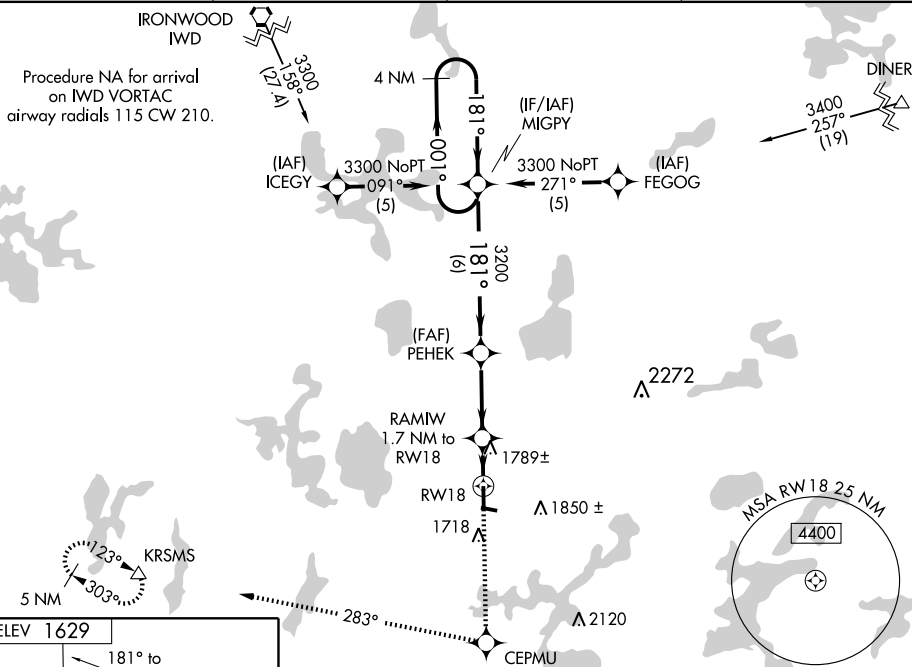 IRONWOOD
IWD
3300
158°
(27.4)
Procedure NA for arrival
on IWD VORTAC
airway radials 115 CW 210.
4 NM
181°
001°
(IF/IAF)
MIGPY
DINER
3400
257°
(19)
(IAF)
ICEGY
3300 NoPT
091°
(5)
3300 NoPT
271°
(5)
(IAF)
FEGOG
3200
181°
(6)
(FAF)
PEHEK
2272
RAMIW
1.7 NM to
RW18
1789±
RW18
1850 ±
1718
MSA RW18 25 NM
4400
123°
KRSMS
303°
5 NM
283°
2120
CEPMU
ELEV 1629
181° to